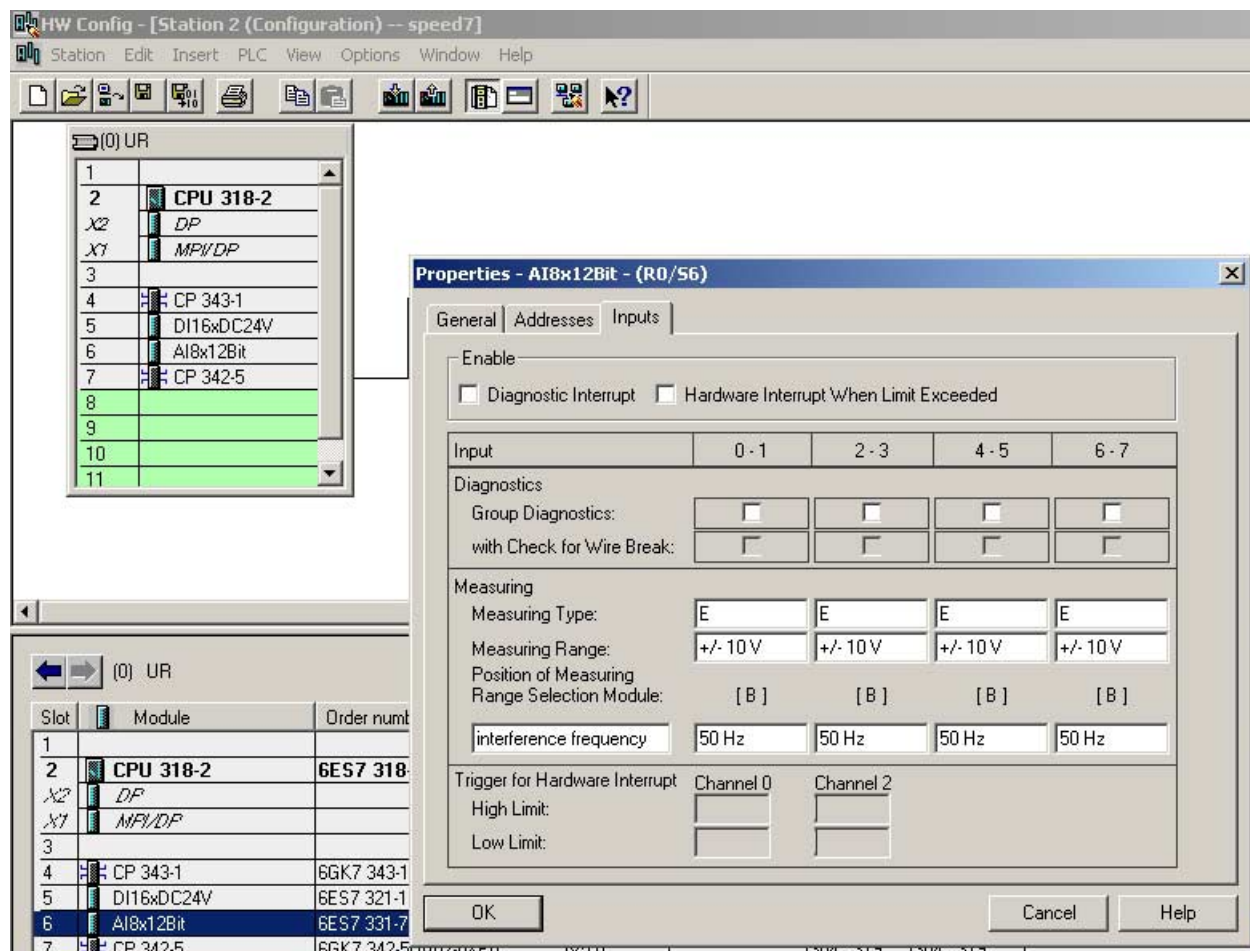 HW Config - [Station 2 (Configuration) -- speed7]
Station Edit Insert PLC View Options Window Help
(0) UR
1
2 CPU 318-2
X2 DP
X1 MPI/DP
3
4 CP 343-1
5 DI16xDC24V
6 AI8x12Bit
7 CP 342-5
8
9
10
11
Properties - AI8x12Bit - (R0/S6)
General Addresses Inputs
Enable
Diagnostic Interrupt Hardware Interrupt When Limit Exceeded
Input 0 - 1 2 - 3 4 - 5 6 - 7
Diagnostics
Group Diagnostics:
with Check for Wire Break:
Measuring
Measuring Type: E E E E
Measuring Range: +/- 10 V +/- 10 V +/- 10 V +/- 10 V
Position of Measuring
Range Selection Module: [ B ] [ B ] [ B ] [ B ]
interference frequency 50 Hz 50 Hz 50 Hz 50 Hz
Trigger for Hardware Interrupt Channel 0 Channel 2
High Limit:
Low Limit:
OK Cancel Help
(0) UR
Slot Module Order numb
1
2 CPU 318-2 6ES7 318-
X2 DP
X1 MPI/DP
3
4 CP 343-1 6GK7 343-1
5 DI16xDC24V 6ES7 321-1
6 AI8x12Bit 6ES7 331-7
7 CP 342-5 6GK7 342-5